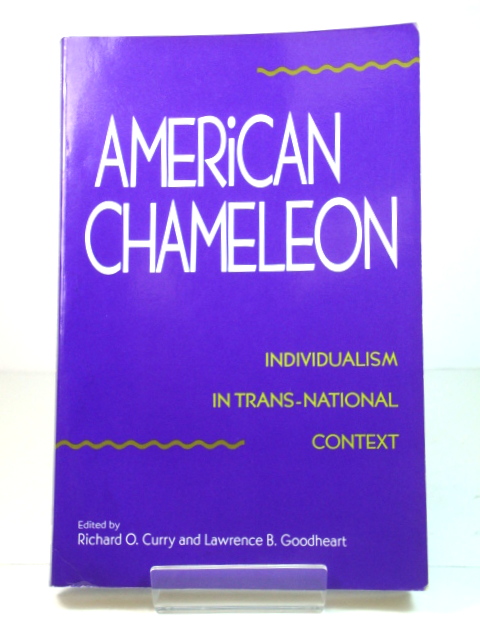 AMERiCAN
CHAMELEON
INDIVIDUALISM
IN TRANS-NATIONAL
CONTEXT
Edited by
Richard O. Curry and Lawrence B. Goodheart